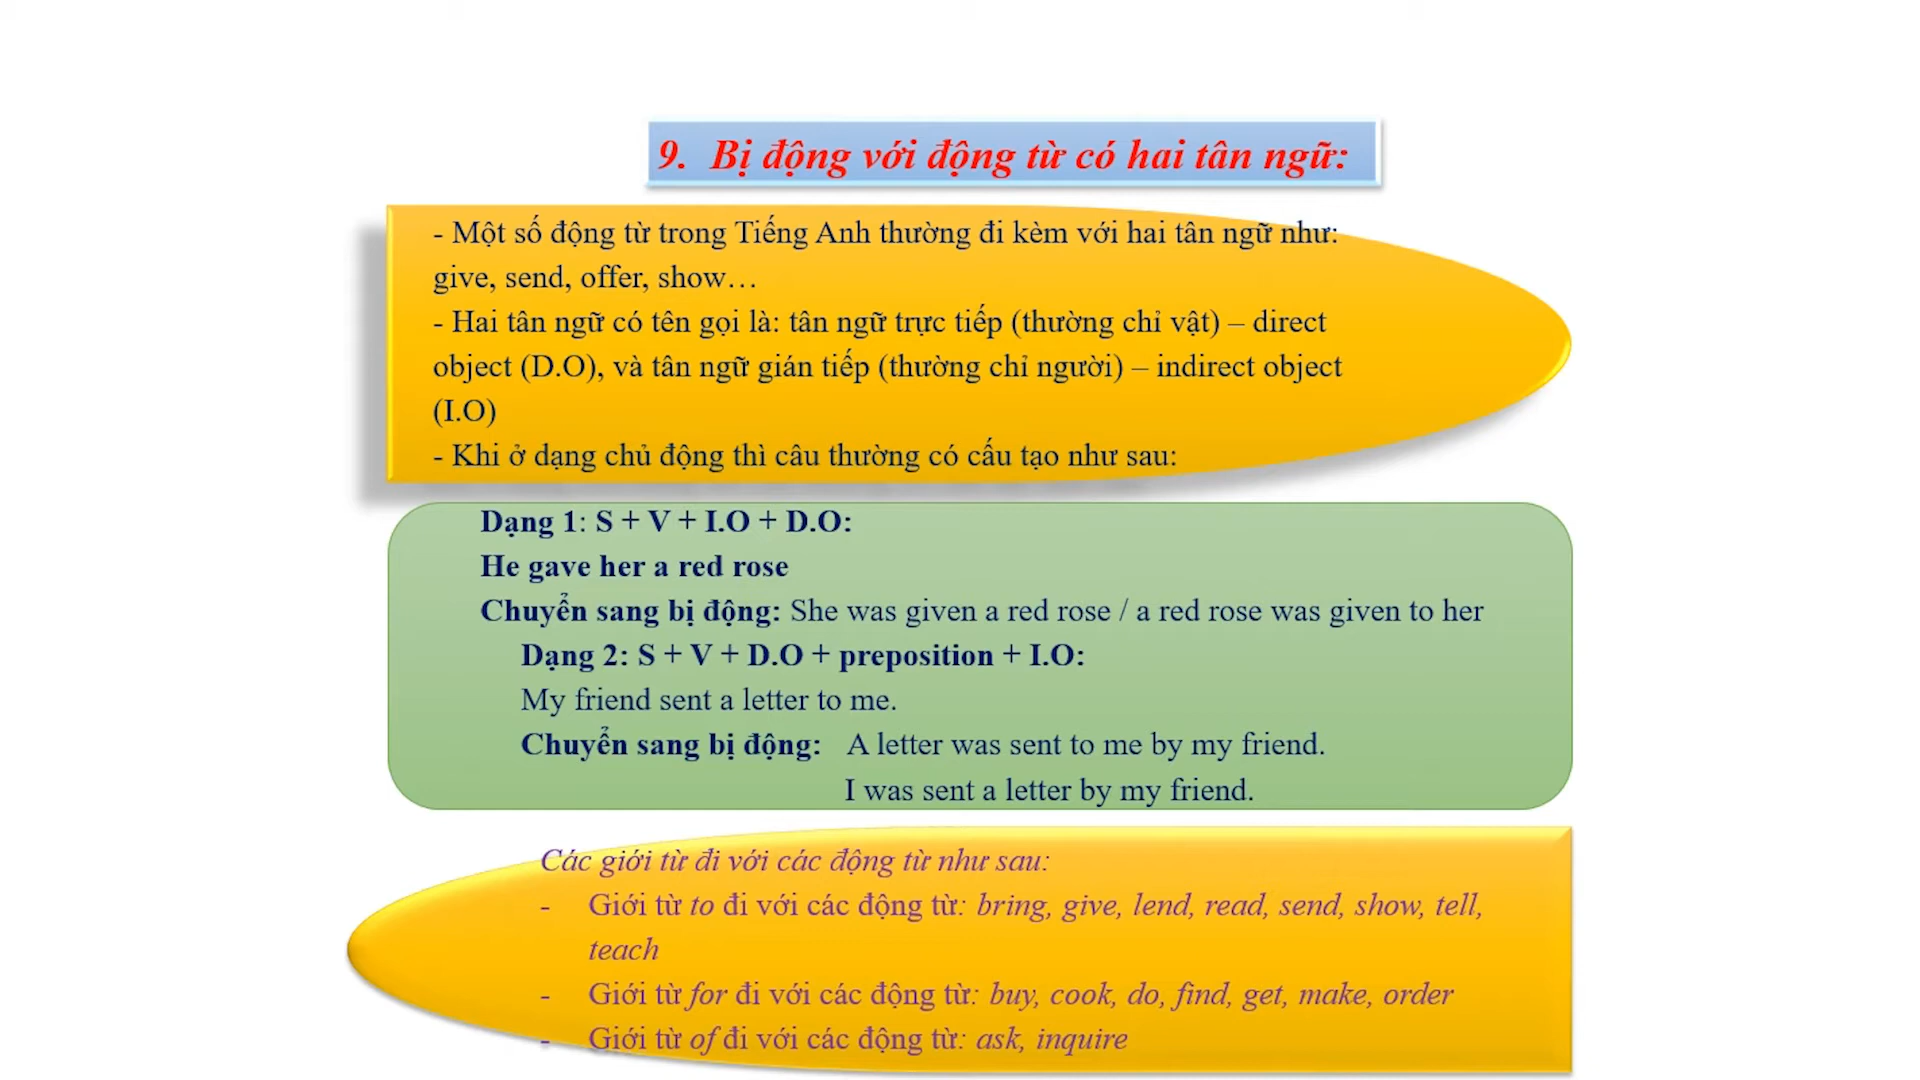 9. Bị động với động từ có hai tân ngữ:
- Một số động từ trong Tiếng Anh thường đi kèm với hai tân ngữ như:
give, send, offer, show…
- Hai tân ngữ có tên gọi là: tân ngữ trực tiếp (thường chỉ vật) – direct
object (D.O), và tân ngữ gián tiếp (thường chỉ người) – indirect object
(I.O)
- Khi ở dạng chủ động thì câu thường có cấu tạo như sau:
Dạng 1: S + V + I.O + D.O:
He gave her a red rose
Chuyển sang bị động: She was given a red rose / a red rose was given to her
Dạng 2: S + V + D.O + preposition + I.O:
My friend sent a letter to me.
Chuyển sang bị động: A letter was sent to me by my friend.
I was sent a letter by my friend.
Các giới từ đi với các động từ như sau:
- Giới từ to đi với các động từ: bring, give, lend, read, send, show, tell,
teach
- Giới từ for đi với các động từ: buy, cook, do, find, get, make, order
- Giới từ of đi với các động từ: ask, inquire